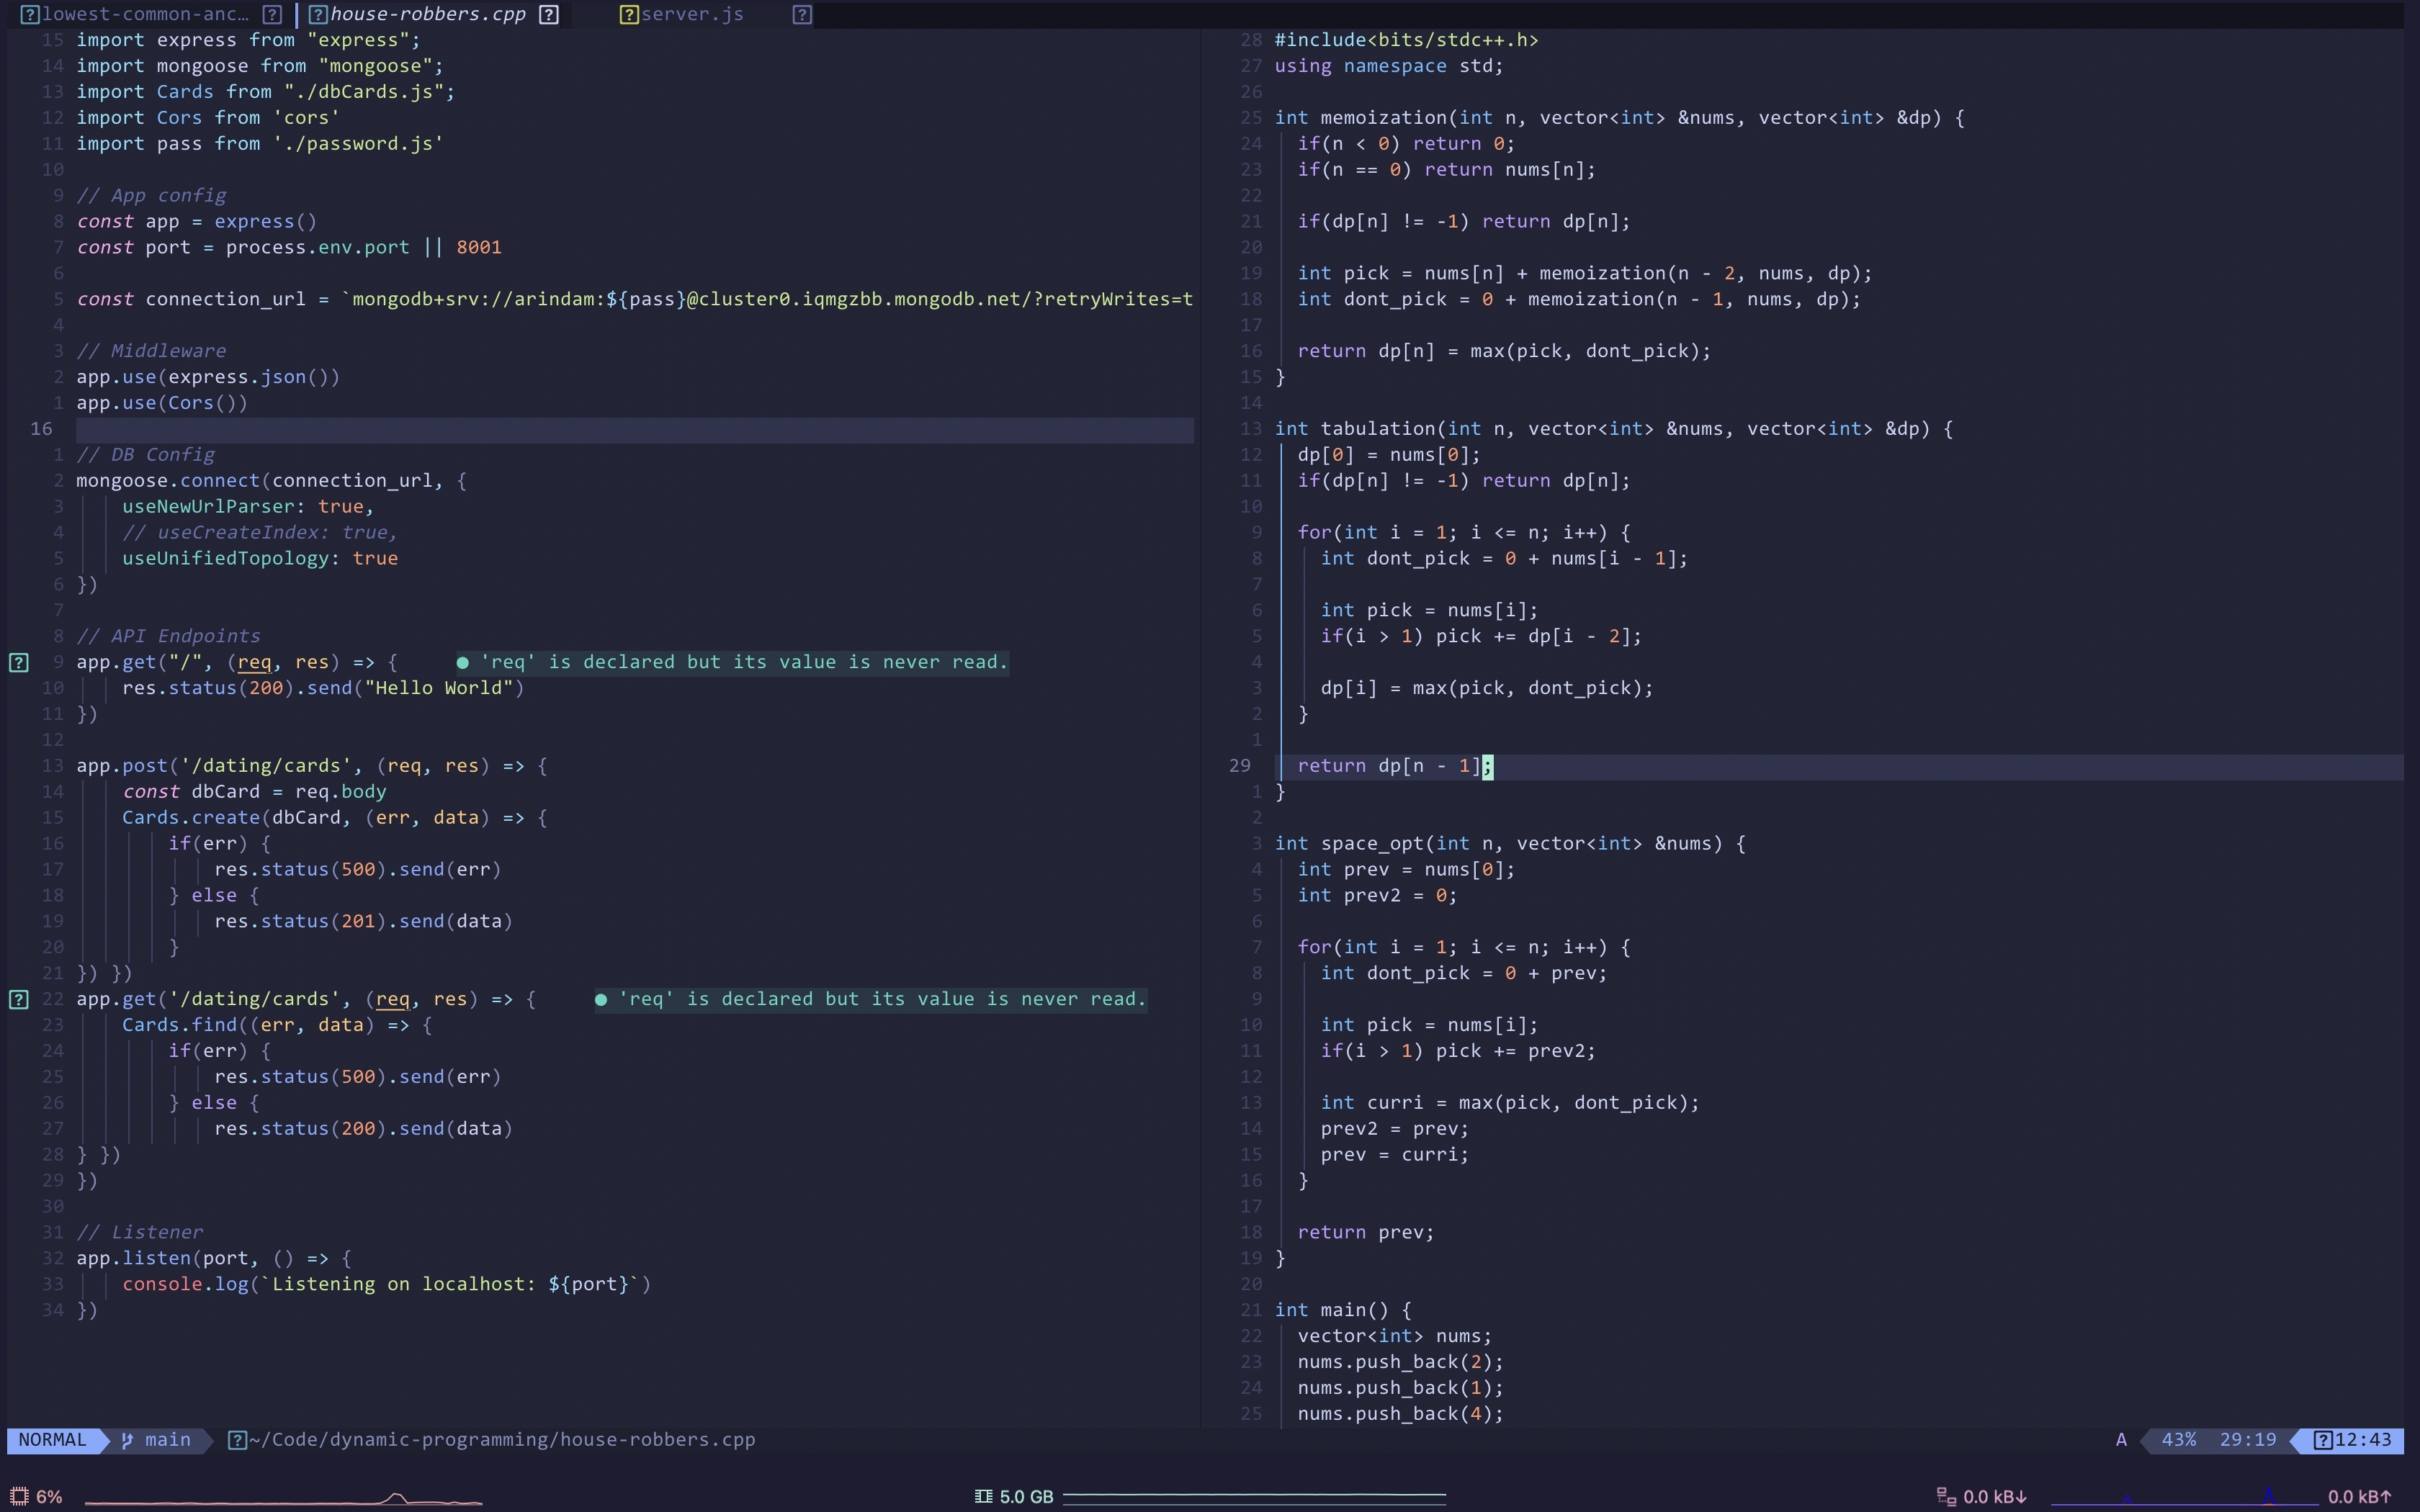 lowest-common-anc…
house-robbers.cpp
server.js
15 import express from "express";
14 import mongoose from "mongoose";
13 import Cards from "./dbCards.js";
12 import Cors from 'cors'
11 import pass from './password.js'
10
9 // App config
8 const app = express()
7 const port = process.env.port || 8001
6
5 const connection_url = `mongodb+srv://arindam:${pass}@cluster0.iqmgzbb.mongodb.net/?retryWrites=t
4
3 // Middleware
2 app.use(express.json())
1 app.use(Cors())
16
1 // DB Config
2 mongoose.connect(connection_url, {
3 useNewUrlParser: true,
4 // useCreateIndex: true,
5 useUnifiedTopology: true
6 })
7
8 // API Endpoints
9 app.get("/", (req, res) => { ● 'req' is declared but its value is never read.
10 res.status(200).send("Hello World")
11 })
12
13 app.post('/dating/cards', (req, res) => {
14 const dbCard = req.body
15 Cards.create(dbCard, (err, data) => {
16 if(err) {
17 res.status(500).send(err)
18 } else {
19 res.status(201).send(data)
20 }
21 }) })
22 app.get('/dating/cards', (req, res) => { ● 'req' is declared but its value is never read.
23 Cards.find((err, data) => {
24 if(err) {
25 res.status(500).send(err)
26 } else {
27 res.status(200).send(data)
28 } })
29 })
30
31 // Listener
32 app.listen(port, () => {
33 console.log(`Listening on localhost: ${port}`)
34 })
28 #include<bits/stdc++.h>
27 using namespace std;
26
25 int memoization(int n, vector<int> &nums, vector<int> &dp) {
24 if(n < 0) return 0;
23 if(n == 0) return nums[n];
22
21 if(dp[n] != -1) return dp[n];
20
19 int pick = nums[n] + memoization(n - 2, nums, dp);
18 int dont_pick = 0 + memoization(n - 1, nums, dp);
17
16 return dp[n] = max(pick, dont_pick);
15 }
14
13 int tabulation(int n, vector<int> &nums, vector<int> &dp) {
12 dp[0] = nums[0];
11 if(dp[n] != -1) return dp[n];
10
9 for(int i = 1; i <= n; i++) {
8 int dont_pick = 0 + nums[i - 1];
7
6 int pick = nums[i];
5 if(i > 1) pick += dp[i - 2];
4
3 dp[i] = max(pick, dont_pick);
2 }
1
29 return dp[n - 1];
1 }
2
3 int space_opt(int n, vector<int> &nums) {
4 int prev = nums[0];
5 int prev2 = 0;
6
7 for(int i = 1; i <= n; i++) {
8 int dont_pick = 0 + prev;
9
10 int pick = nums[i];
11 if(i > 1) pick += prev2;
12
13 int curri = max(pick, dont_pick);
14 prev2 = prev;
15 prev = curri;
16 }
17
18 return prev;
19 }
20
21 int main() {
22 vector<int> nums;
23 nums.push_back(2);
24 nums.push_back(1);
25 nums.push_back(4);
NORMAL main ~/Code/dynamic-programming/house-robbers.cpp A 43% 29:19 12:43
6% 5.0 GB 0.0 kB↓ 0.0 kB↑